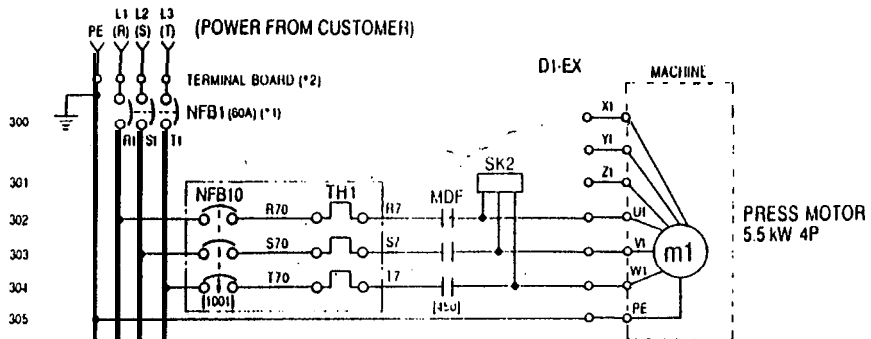 L1 L2 L3
PE (R) (S) (T) (POWER FROM CUSTOMER)
D1-EX
MACHINE
TERMINAL BOARD (*2)
NFB1 (60A) (*1)
X1
300
R1 S1 T1
Y1
SK2
301
Z1
NFB10 TH1 MDF
302 R70 R7 U1
PRESS MOTOR
5.5 kW 4P
303 S70 S7 V1 m1
304 T70 T7 W1
[1001] [450]
305 PE